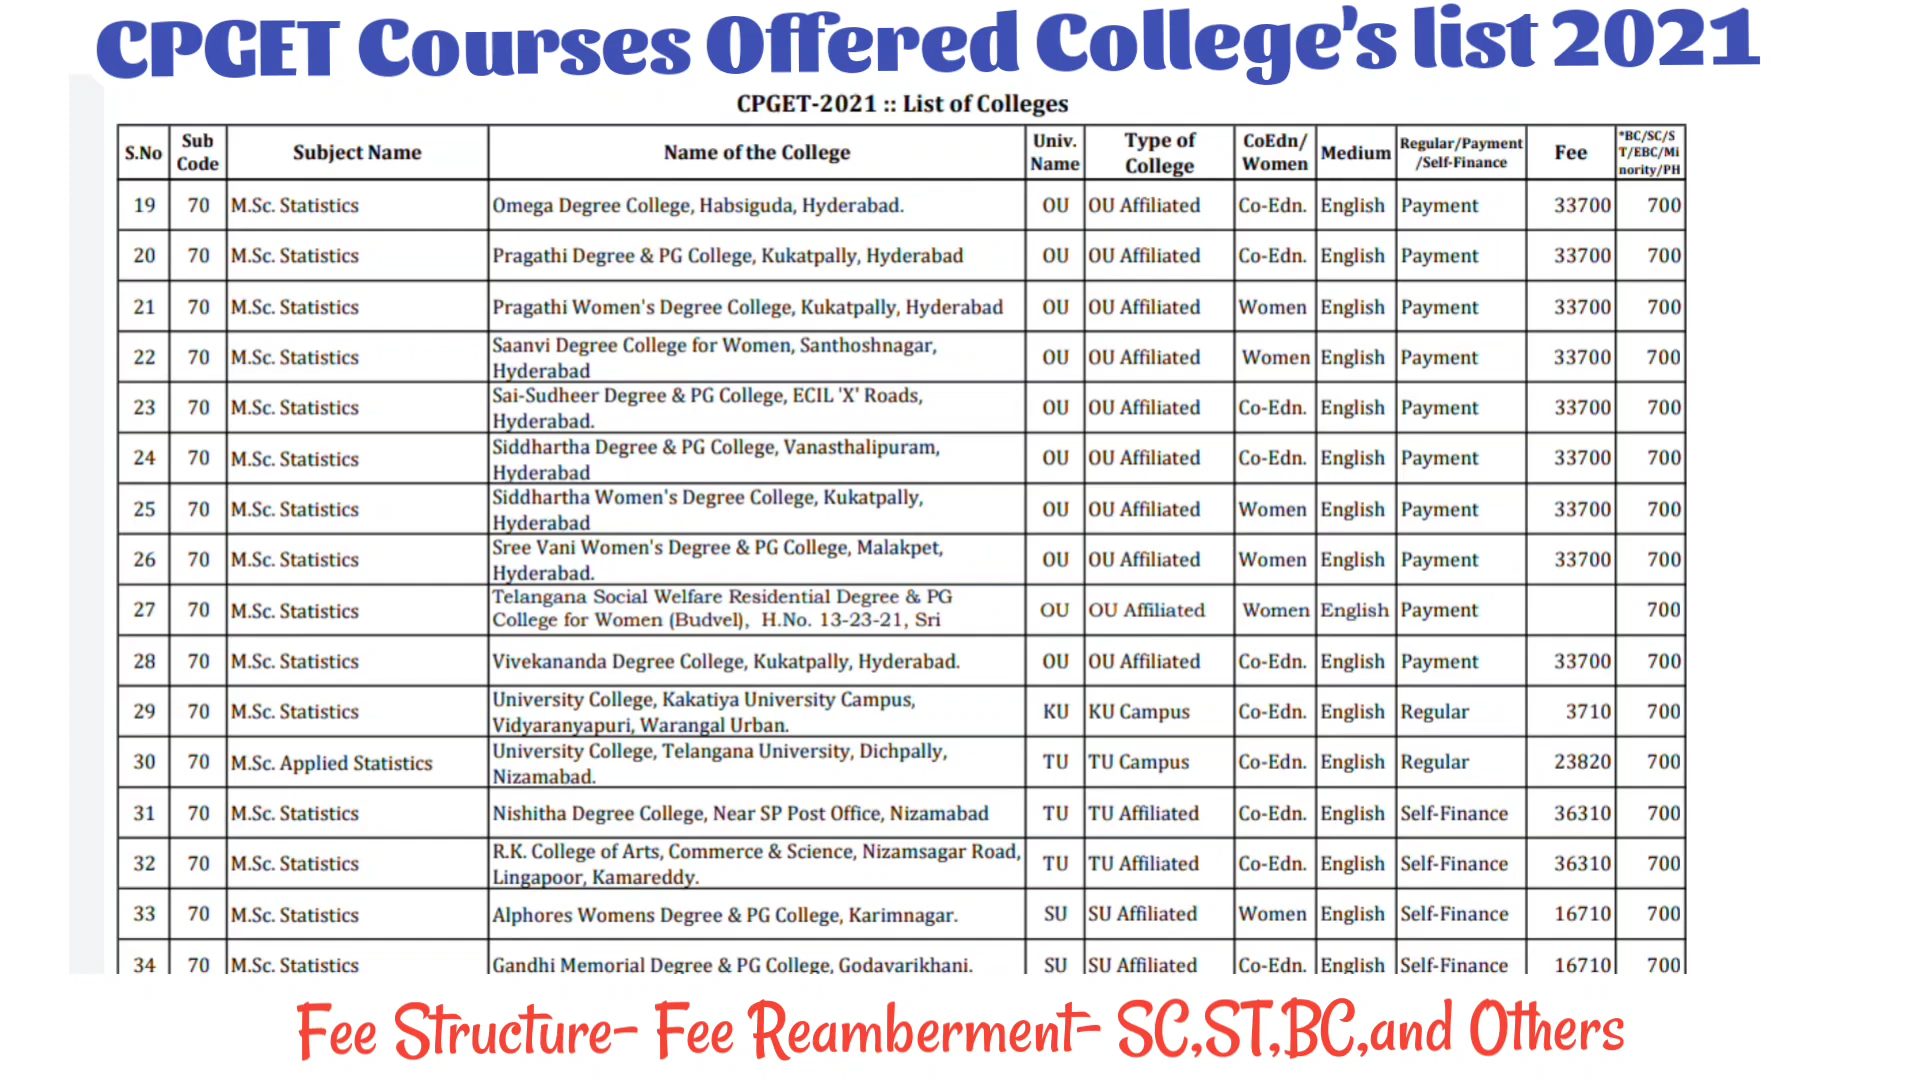 CPGET Courses Offered College's list 2021
CPGET-2021 :: List of Colleges
S.No Sub Code Subject Name Name of the College Univ. Name Type of College CoEdn/ Women Medium Regular/Payment /Self-Finance Fee *BC/SC/S T/EBC/Mi nority/PH
19 70 M.Sc. Statistics Omega Degree College, Habsiguda, Hyderabad. OU OU Affiliated Co-Edn. English Payment 33700 700
20 70 M.Sc. Statistics Pragathi Degree & PG College, Kukatpally, Hyderabad OU OU Affiliated Co-Edn. English Payment 33700 700
21 70 M.Sc. Statistics Pragathi Women's Degree College, Kukatpally, Hyderabad OU OU Affiliated Women English Payment 33700 700
22 70 M.Sc. Statistics Saanvi Degree College for Women, Santhoshnagar, Hyderabad OU OU Affiliated Women English Payment 33700 700
23 70 M.Sc. Statistics Sai-Sudheer Degree & PG College, ECIL 'X' Roads, Hyderabad. OU OU Affiliated Co-Edn. English Payment 33700 700
24 70 M.Sc. Statistics Siddhartha Degree & PG College, Vanasthalipuram, Hyderabad OU OU Affiliated Co-Edn. English Payment 33700 700
25 70 M.Sc. Statistics Siddhartha Women's Degree College, Kukatpally, Hyderabad OU OU Affiliated Women English Payment 33700 700
26 70 M.Sc. Statistics Sree Vani Women's Degree & PG College, Malakpet, Hyderabad. OU OU Affiliated Women English Payment 33700 700
27 70 M.Sc. Statistics Telangana Social Welfare Residential Degree & PG College for Women (Budvel), H.No. 13-23-21, Sri OU OU Affiliated Women English Payment 700
28 70 M.Sc. Statistics Vivekananda Degree College, Kukatpally, Hyderabad. OU OU Affiliated Co-Edn. English Payment 33700 700
29 70 M.Sc. Statistics University College, Kakatiya University Campus, Vidyaranyapuri, Warangal Urban. KU KU Campus Co-Edn. English Regular 3710 700
30 70 M.Sc. Applied Statistics University College, Telangana University, Dichpally, Nizamabad. TU TU Campus Co-Edn. English Regular 23820 700
31 70 M.Sc. Statistics Nishitha Degree College, Near SP Post Office, Nizamabad TU TU Affiliated Co-Edn. English Self-Finance 36310 700
32 70 M.Sc. Statistics R.K. College of Arts, Commerce & Science, Nizamsagar Road, Lingapoor, Kamareddy. TU TU Affiliated Co-Edn. English Self-Finance 36310 700
33 70 M.Sc. Statistics Alphores Womens Degree & PG College, Karimnagar. SU SU Affiliated Women English Self-Finance 16710 700
34 70 M.Sc. Statistics Gandhi Memorial Degree & PG College, Godavarikhani. SU SU Affiliated Co-Edn. English Self-Finance 16710 700
Fee Structure- Fee Reamberment- SC,ST,BC,and Others